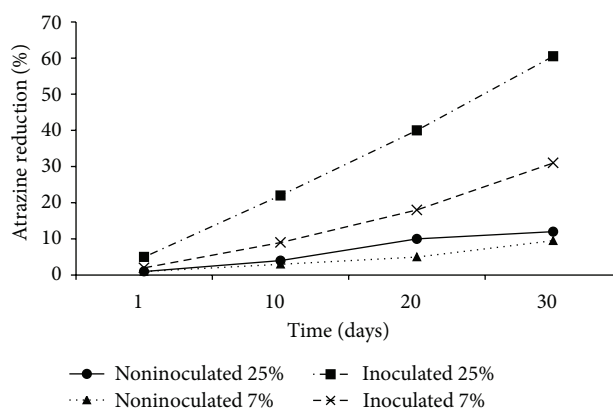 Atrazine reduction (%)
70
60
50
40
30
20
10
0
1 10 20 30
Time (days)
Noninoculated 25% Inoculated 25%
Noninoculated 7% Inoculated 7%